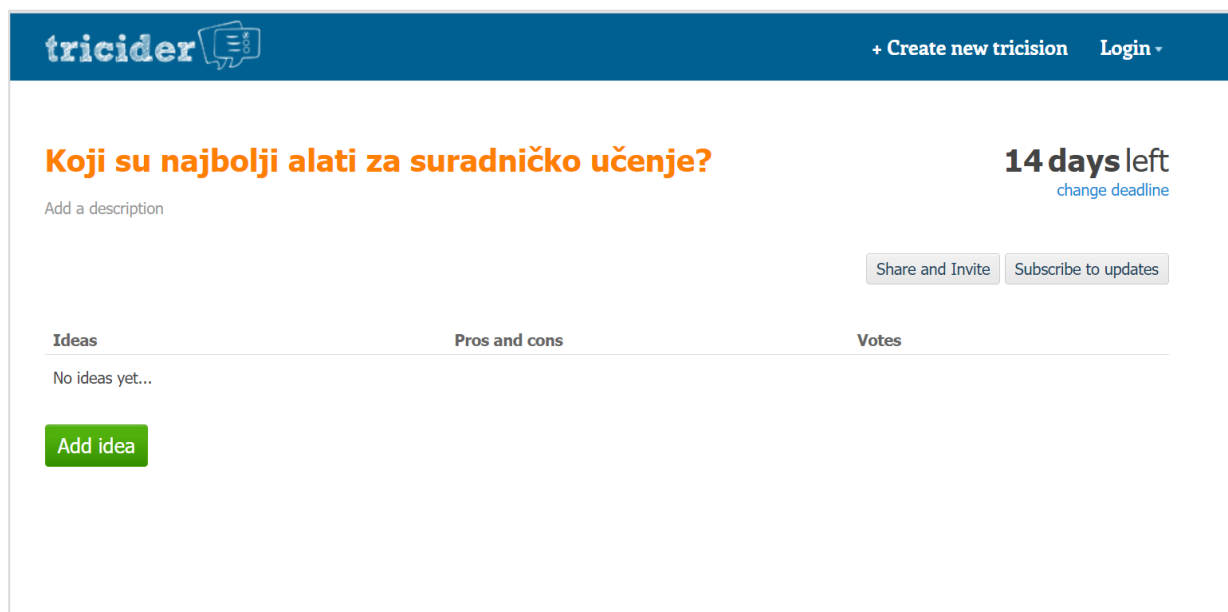 tricider
+ Create new tricision Login
Koji su najbolji alati za suradničko učenje?
14 days left
change deadline
Add a description
Share and Invite Subscribe to updates
Ideas Pros and cons Votes
No ideas yet...
Add idea